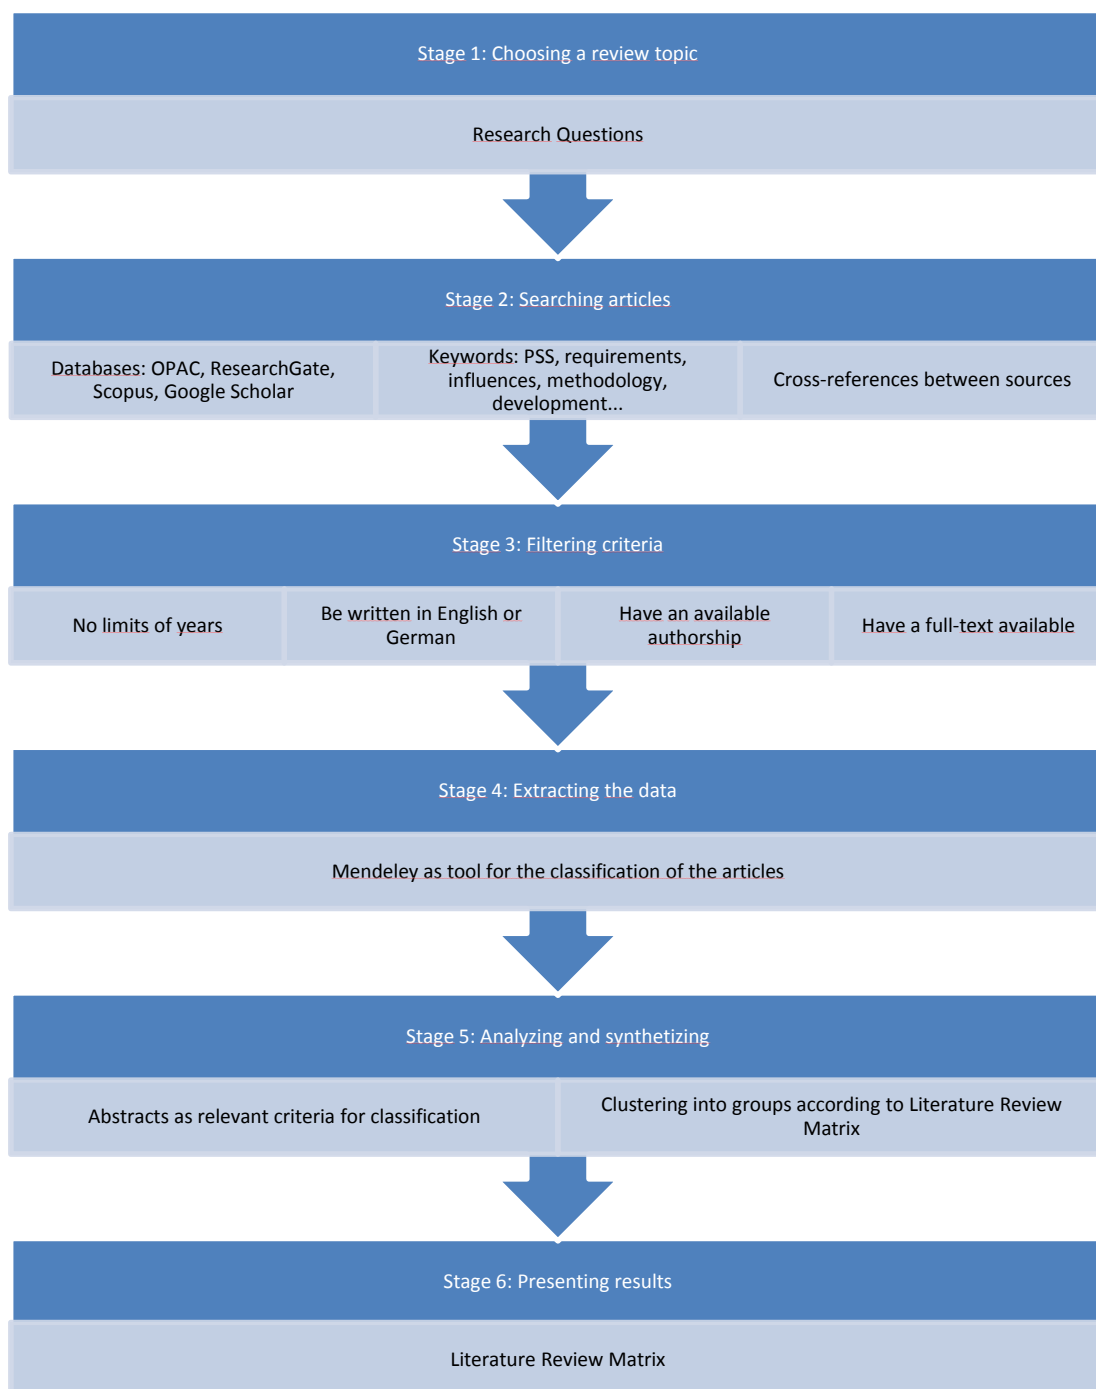 Stage 1: Choosing a review topic
Research Questions
Stage 2: Searching articles
Databases: OPAC, ResearchGate,
Scopus, Google Scholar
Keywords: PSS, requirements,
influences, methodology,
development...
Cross-references between sources
Stage 3: Filtering criteria
No limits of years
Be written in English or
German
Have an available
authorship
Have a full-text available
Stage 4: Extracting the data
Mendeley as tool for the classification of the articles
Stage 5: Analyzing and synthetizing
Abstracts as relevant criteria for classification
Clustering into groups according to Literature Review
Matrix
Stage 6: Presenting results
Literature Review Matrix